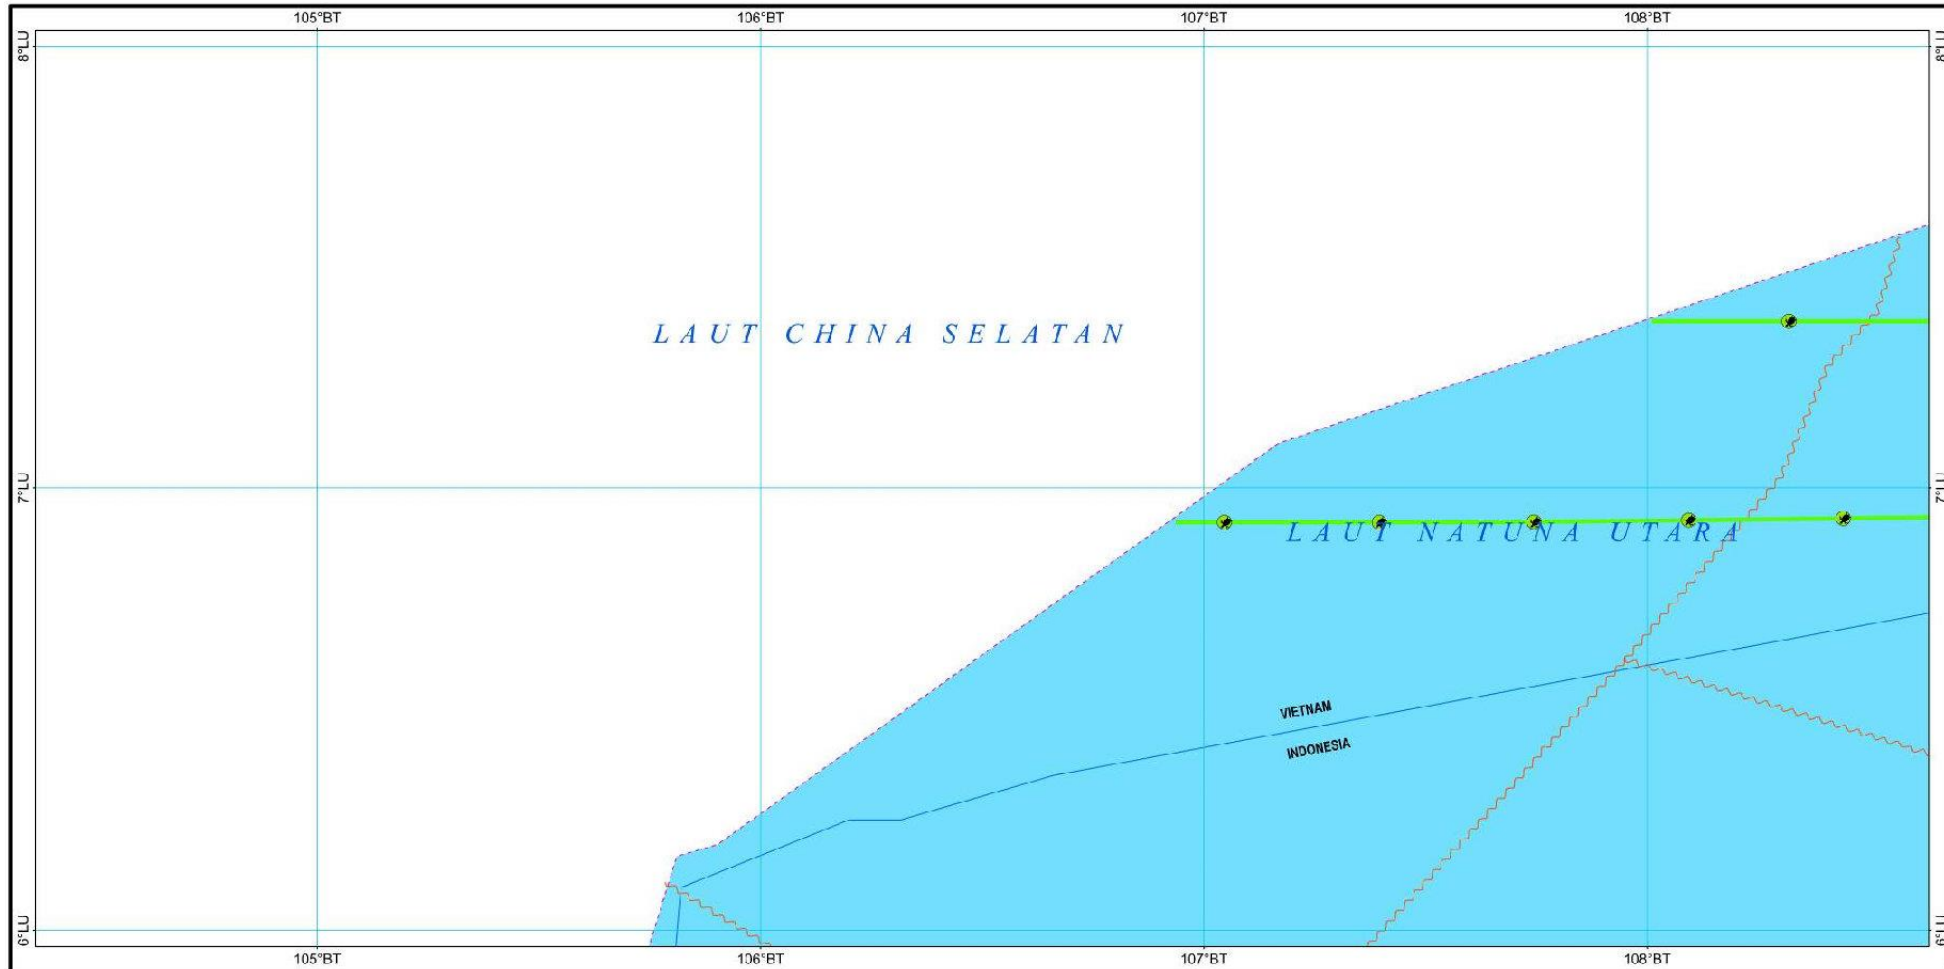 105°BT 106°BT 107°BT 108°BT
8°LU 8°LU
LAUT CHINA SELATAN
7°LU 7°LU
LAUT NATUNA UTARA
VIETNAM
INDONESIA
6°LU 6°LU
105°BT 106°BT 107°BT 108°BT